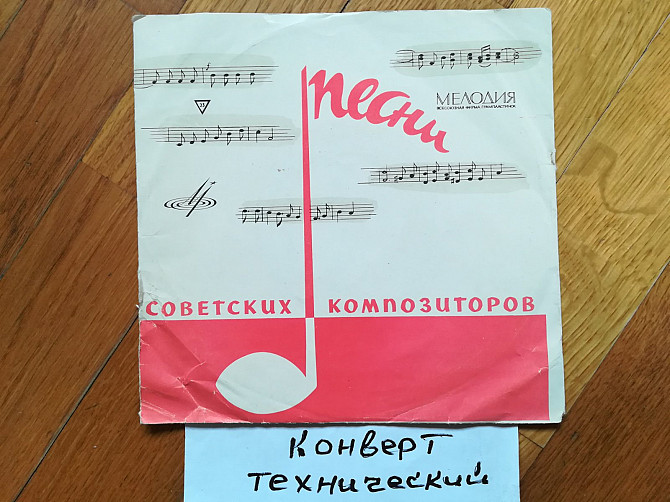 песни
МЕЛОДИЯ
ВСЕСОЮЗНАЯ ФИРМА ГРАМПЛАСТИНОК
33
СОВЕТСКИХ КОМПОЗИТОРОВ
Конверт
технический